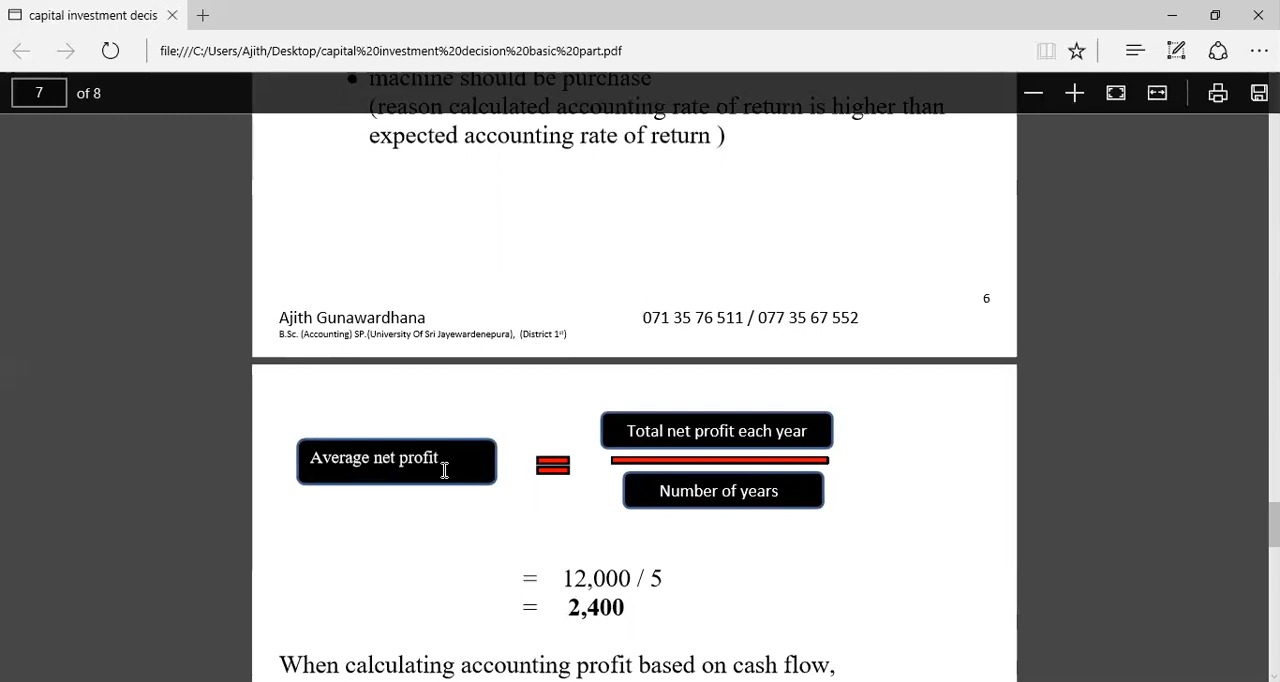 capital investment decis
file:///C:/Users/Ajith/Desktop/capital%20investment%20decision%20basic%20part.pdf
7 of 8
• machine should be purchase
(reason calculated accounting rate of return is higher than
expected accounting rate of return )
6
Ajith Gunawardhana 071 35 76 511 / 077 35 67 552
B.Sc. (Accounting) SP.(University Of Sri Jayewardenepura), (District 1st)
Total net profit each year
Average net profit =
Number of years
= 12,000 / 5
= 2,400
When calculating accounting profit based on cash flow,